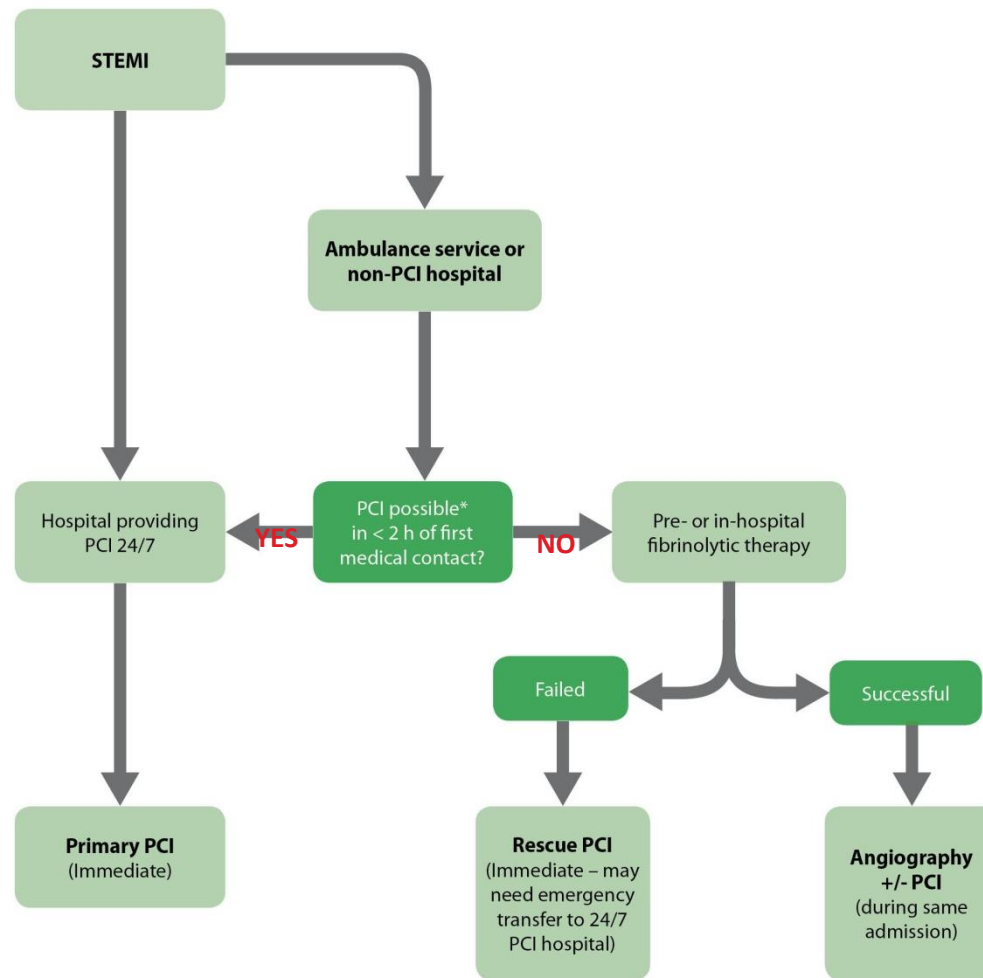 STEMI
Ambulance service or
non-PCI hospital
Hospital providing
PCI 24/7
YES
PCI possible*
in < 2 h of first
medical contact?
NO
Pre- or in-hospital
fibrinolytic therapy
Failed
Successful
Primary PCI
(Immediate)
Rescue PCI
(Immediate – may
need emergency
transfer to 24/7
PCI hospital)
Angiography
+/- PCI
(during same
admission)